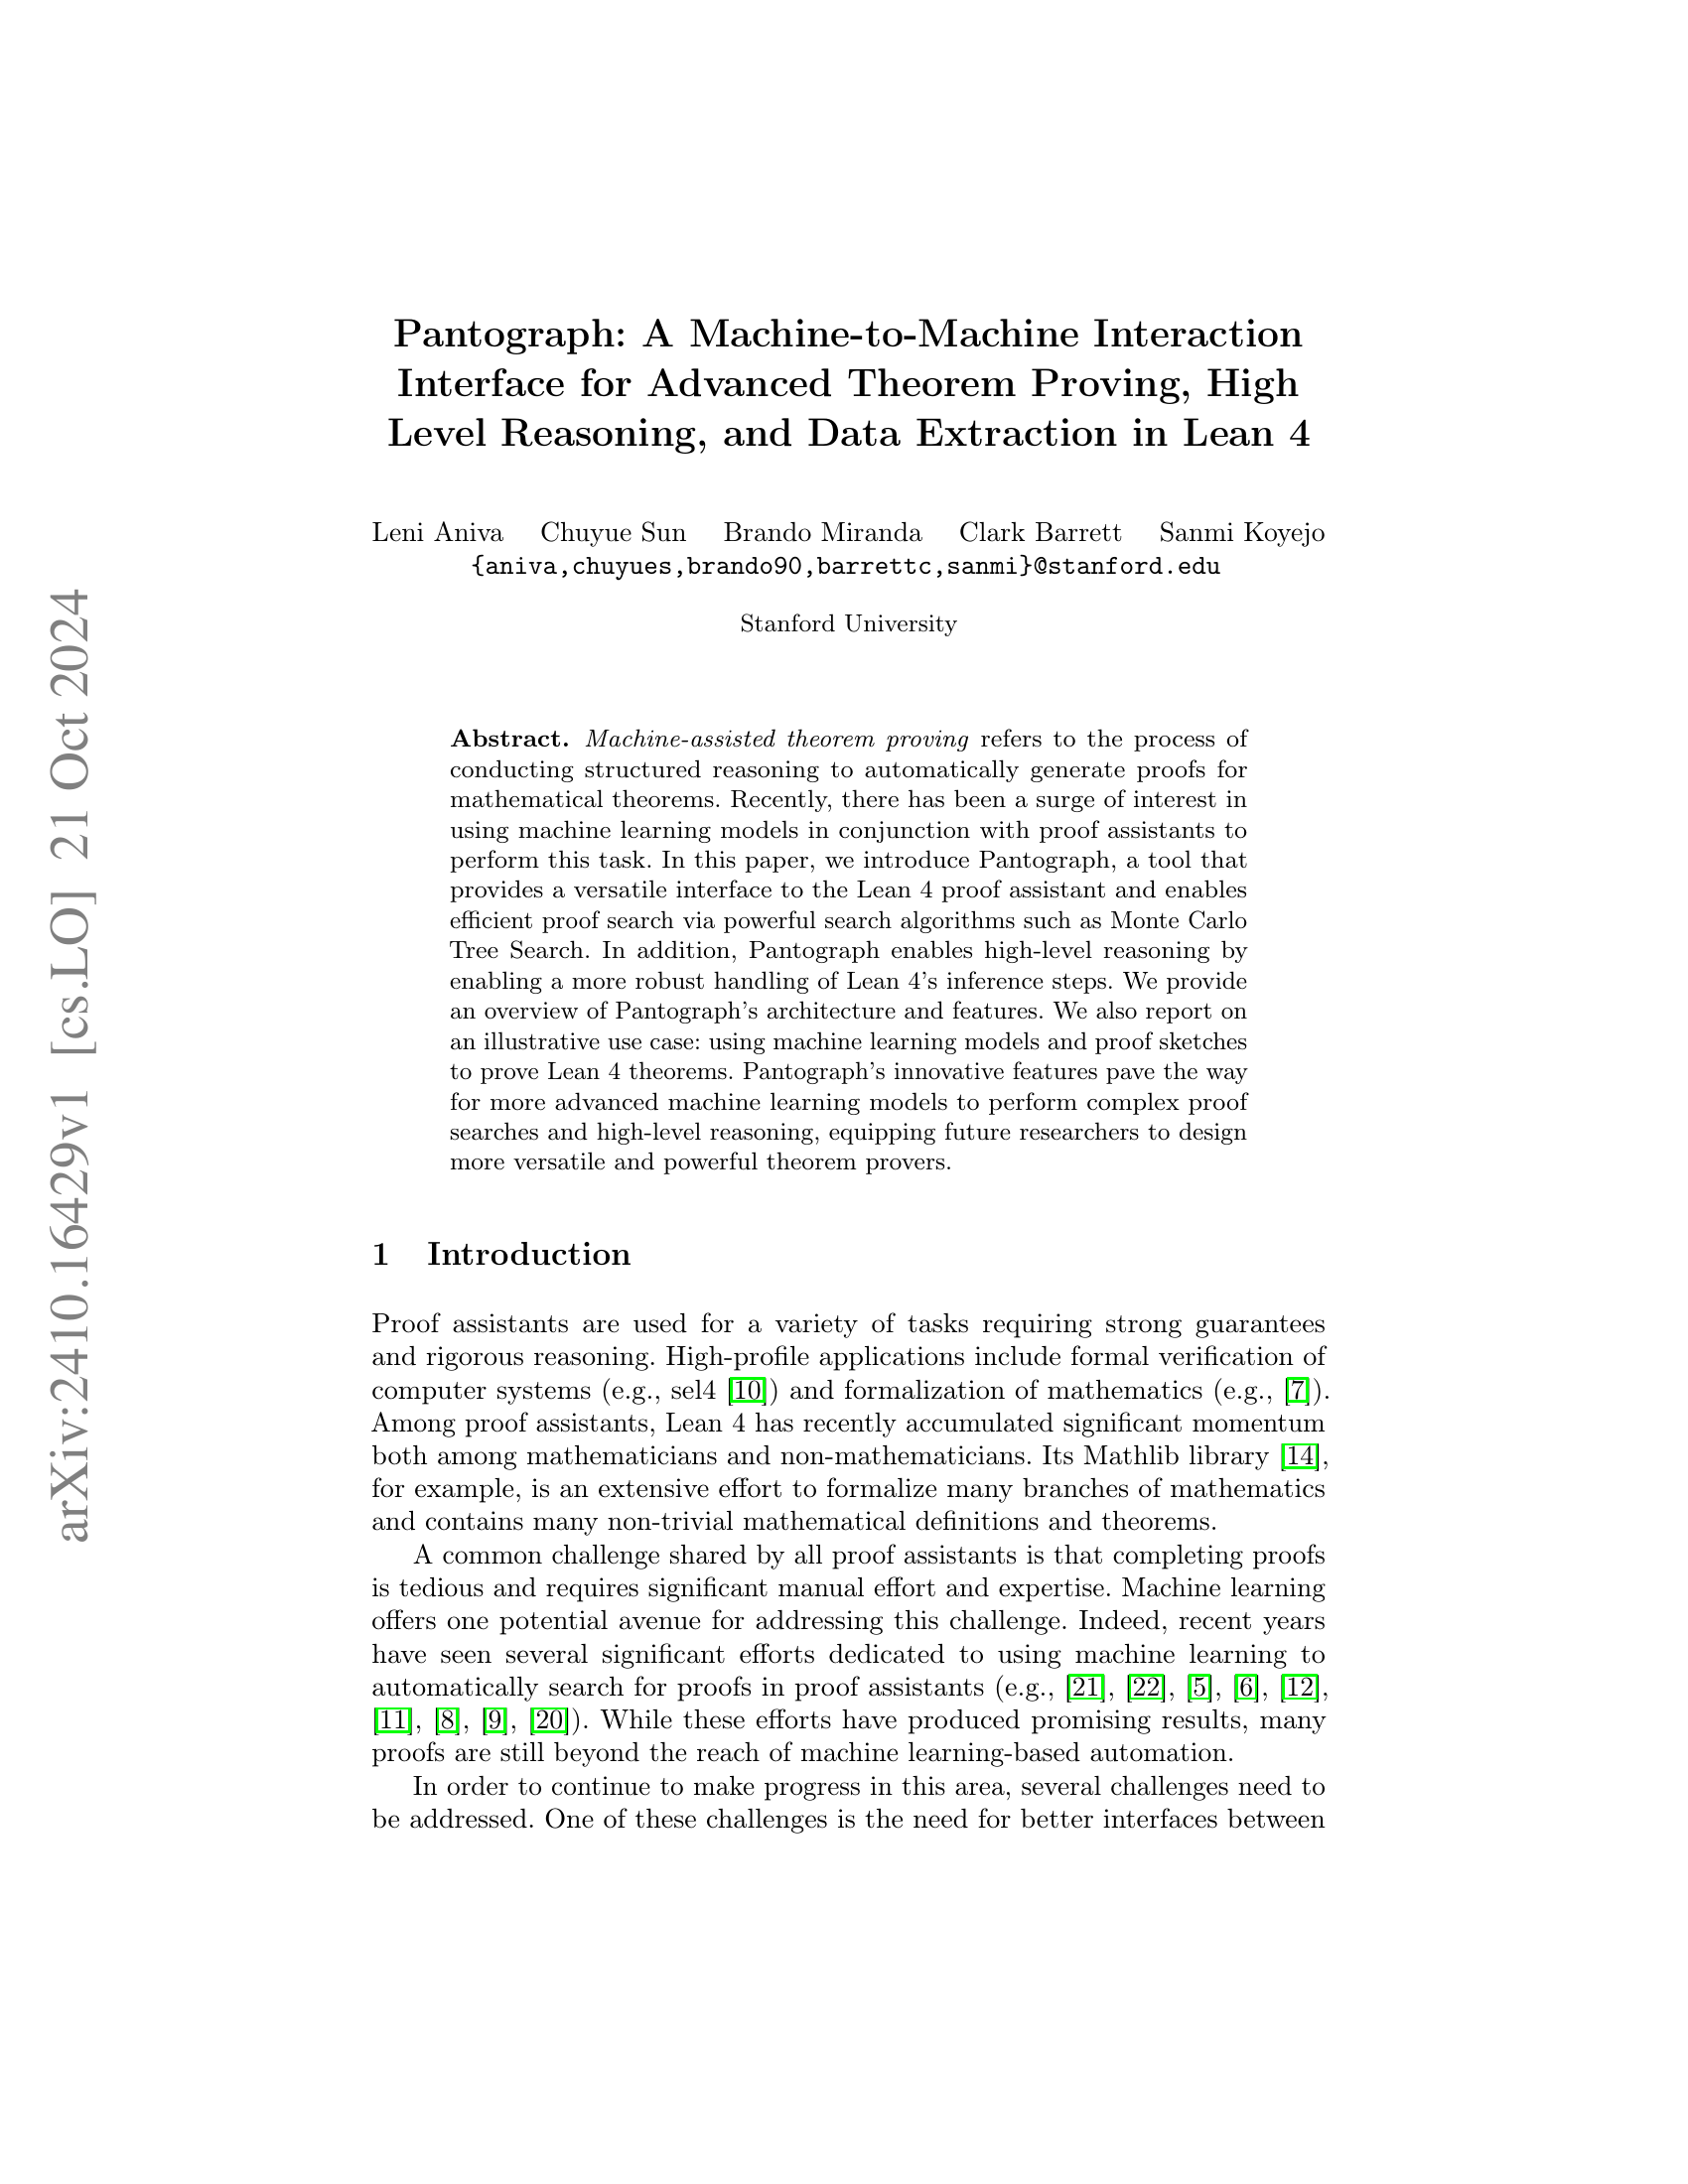 arXiv:2410.16429v1 [cs.LO] 21 Oct 2024
Pantograph: A Machine-to-Machine Interaction
Interface for Advanced Theorem Proving, High
Level Reasoning, and Data Extraction in Lean 4
Leni Aniva Chuyue Sun Brando Miranda Clark Barrett Sanmi Koyejo
{aniva,chuyues,brando90,barrettc,sanmi}@stanford.edu
Stanford University
Abstract. Machine-assisted theorem proving refers to the process of
conducting structured reasoning to automatically generate proofs for
mathematical theorems. Recently, there has been a surge of interest in
using machine learning models in conjunction with proof assistants to
perform this task. In this paper, we introduce Pantograph, a tool that
provides a versatile interface to the Lean 4 proof assistant and enables
efficient proof search via powerful search algorithms such as Monte Carlo
Tree Search. In addition, Pantograph enables high-level reasoning by
enabling a more robust handling of Lean 4's inference steps. We provide
an overview of Pantograph's architecture and features. We also report on
an illustrative use case: using machine learning models and proof sketches
to prove Lean 4 theorems. Pantograph's innovative features pave the way
for more advanced machine learning models to perform complex proof
searches and high-level reasoning, equipping future researchers to design
more versatile and powerful theorem provers.
1 Introduction
Proof assistants are used for a variety of tasks requiring strong guarantees
and rigorous reasoning. High-profile applications include formal verification of
computer systems (e.g., sel4 [10]) and formalization of mathematics (e.g., [7]).
Among proof assistants, Lean 4 has recently accumulated significant momentum
both among mathematicians and non-mathematicians. Its Mathlib library [14],
for example, is an extensive effort to formalize many branches of mathematics
and contains many non-trivial mathematical definitions and theorems.
A common challenge shared by all proof assistants is that completing proofs
is tedious and requires significant manual effort and expertise. Machine learning
offers one potential avenue for addressing this challenge. Indeed, recent years
have seen several significant efforts dedicated to using machine learning to
automatically search for proofs in proof assistants (e.g., [21], [22], [5], [6], [12],
[11], [8], [9], [20]). While these efforts have produced promising results, many
proofs are still beyond the reach of machine learning-based automation.
In order to continue to make progress in this area, several challenges need to
be addressed. One of these challenges is the need for better interfaces between